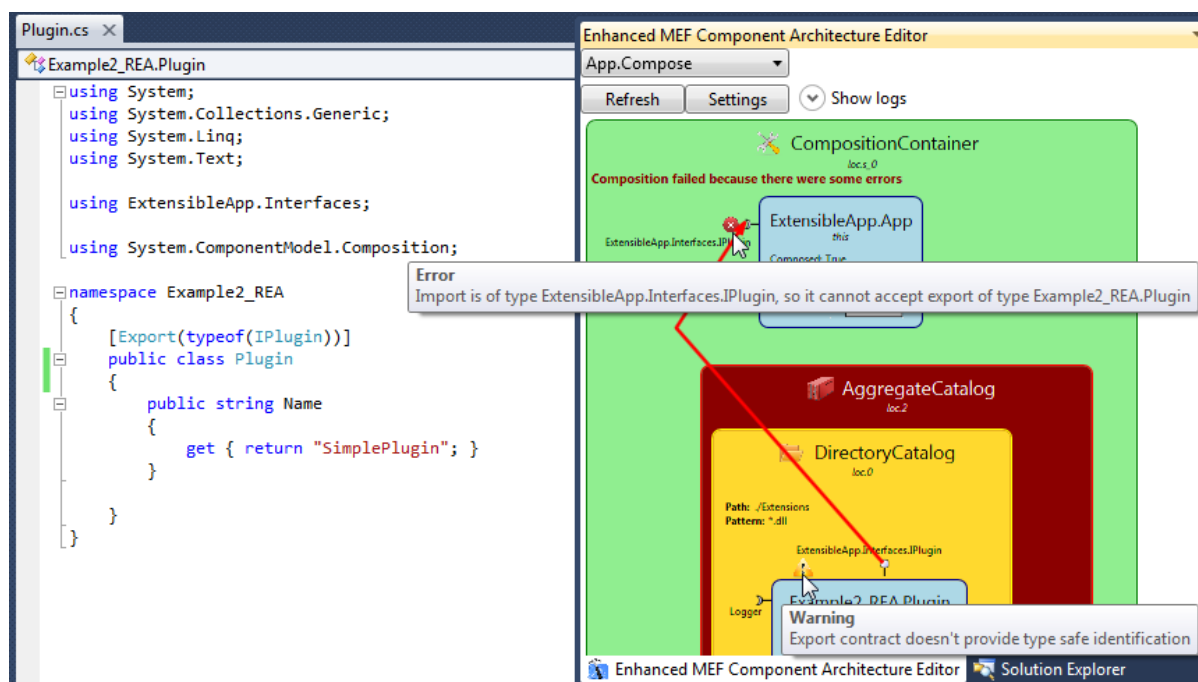 Plugin.cs
Example2_REA.Plugin
using System;
using System.Collections.Generic;
using System.Linq;
using System.Text;
using ExtensibleApp.Interfaces;
using System.ComponentModel.Composition;
namespace Example2_REA
{
[Export(typeof(IPlugin))]
public class Plugin
{
public string Name
{
get { return "SimplePlugin"; }
}
}
}
Enhanced MEF Component Architecture Editor
App.Compose
Refresh
Settings
Show logs
CompositionContainer
loc.s_0
Composition failed because there were some errors
ExtensibleApp.App
this
ExtensibleApp.Interfaces.IPlugin
Composed: True
Error
Import is of type ExtensibleApp.Interfaces.IPlugin, so it cannot accept export of type Example2_REA.Plugin
AggregateCatalog
loc.2
DirectoryCatalog
loc.0
Path: ./Extensions
Pattern: *.dll
ExtensibleApp.Interfaces.IPlugin
Example2_REA.Plugin
Logger
Warning
Export contract doesn't provide type safe identification
Enhanced MEF Component Architecture Editor
Solution Explorer